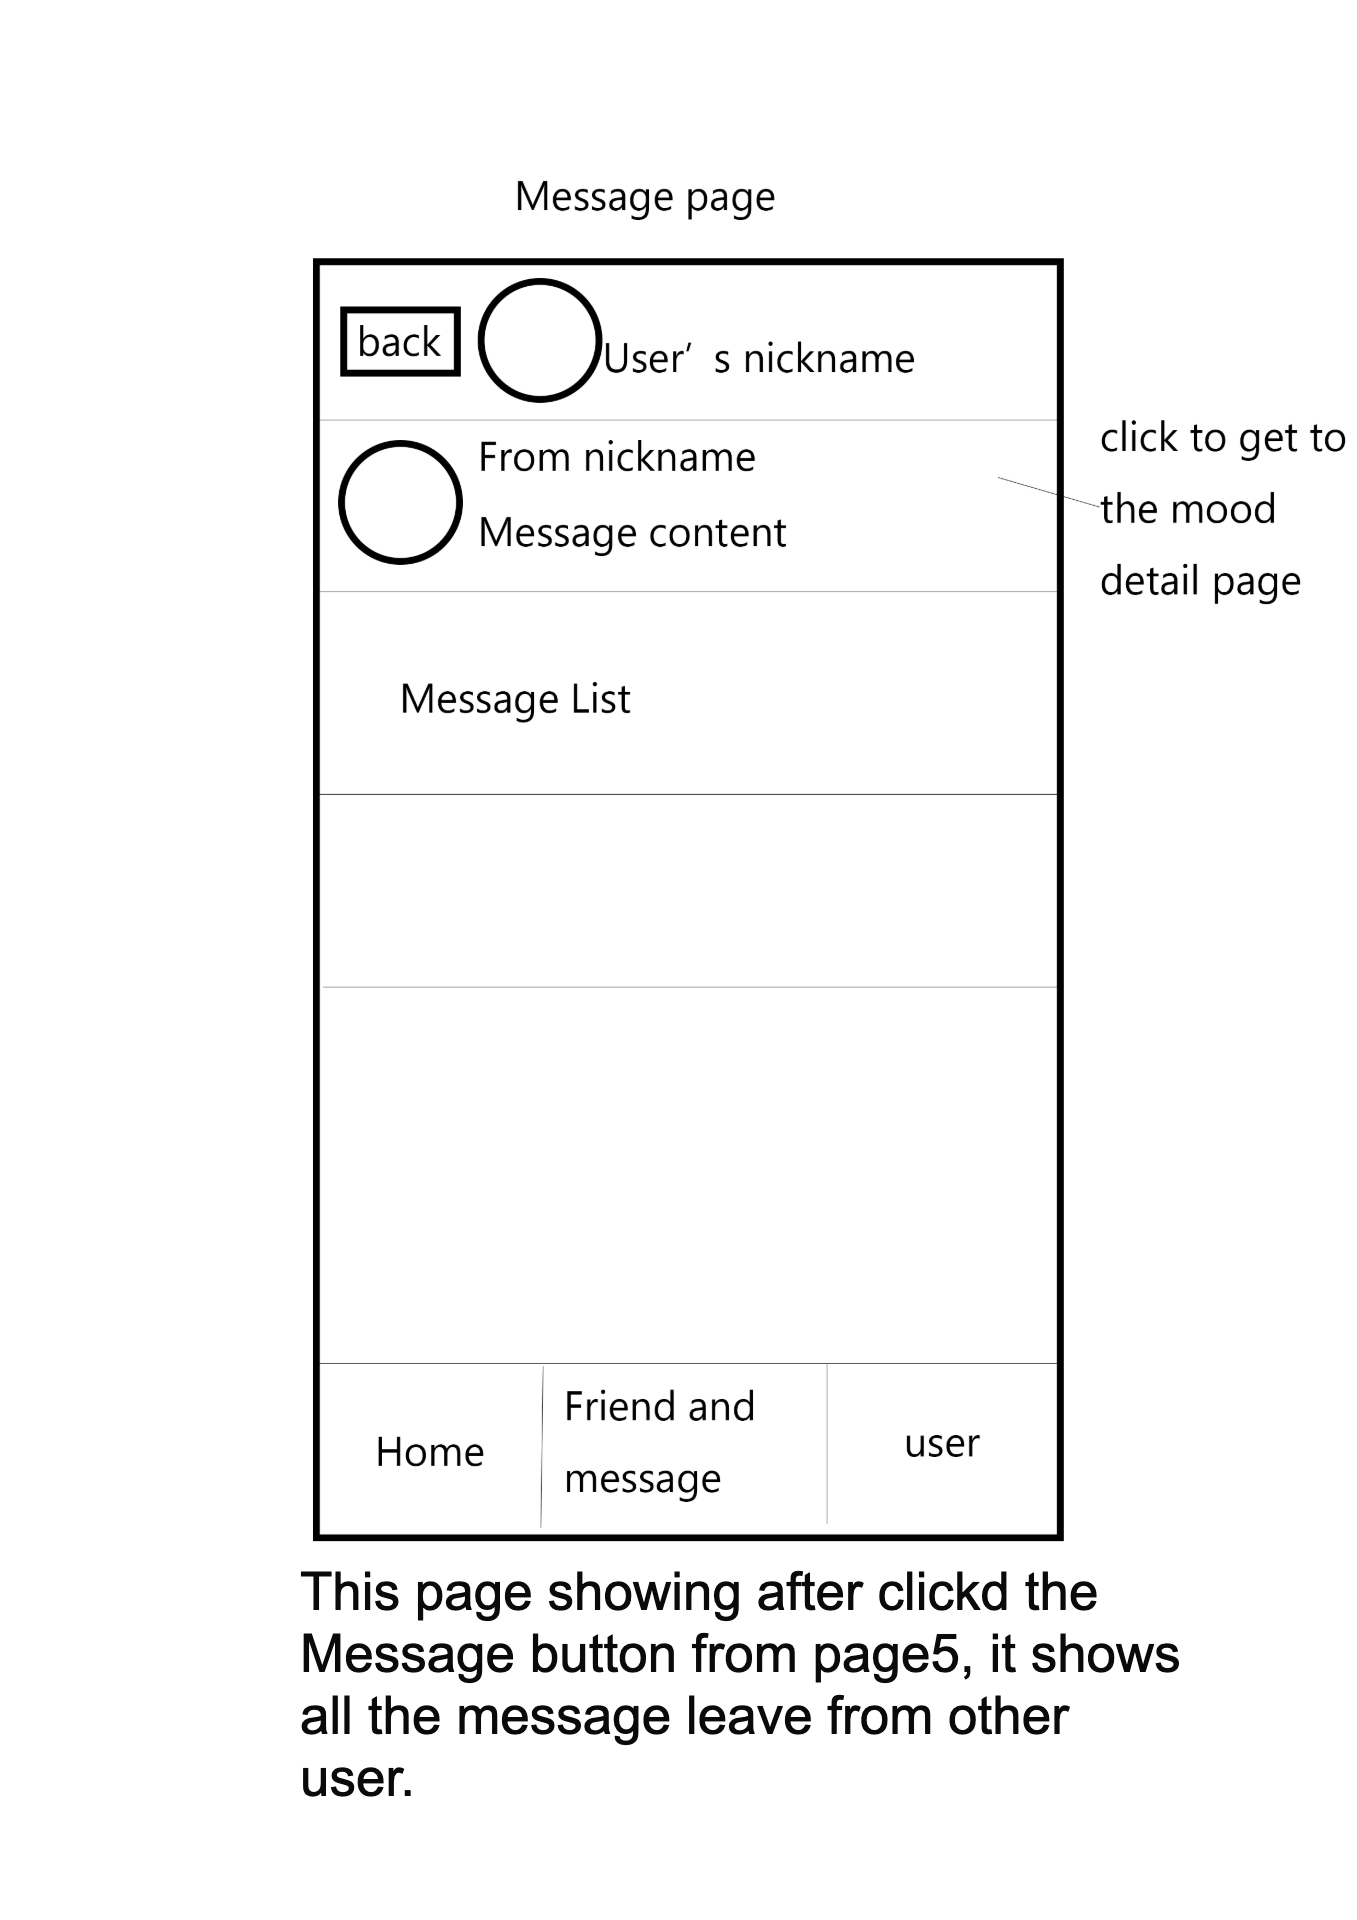 Message page
back
User’ s nickname
From nickname
Message content
click to get to
the mood
detail page
Message List
Home
Friend and
message
user
This page showing after clickd the
Message button from page5, it shows
all the message leave from other
user.